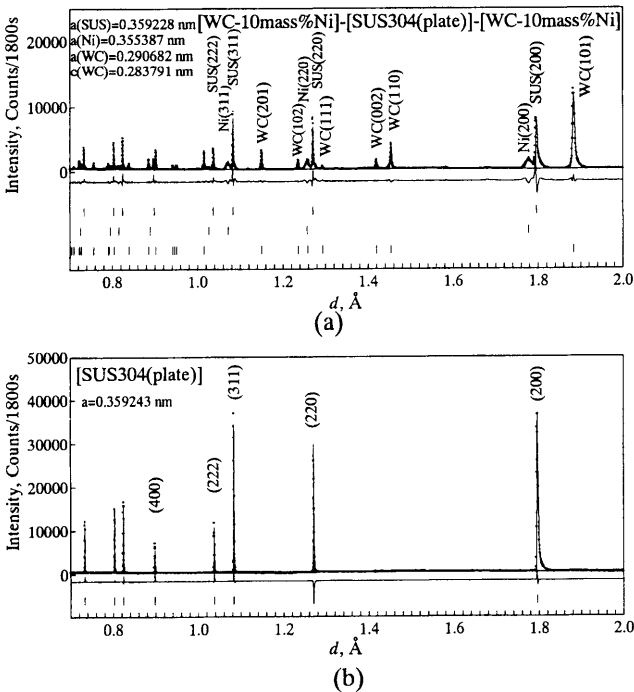 a(SUS)=0.359228 nm [WC-10mass%Ni]-[SUS304(plate)]-[WC-10mass%Ni]
a(Ni)=0.355387 nm
a(WC)=0.290682 nm
c(WC)=0.283791 nm
SUS(222)
Ni(311)
SUS(311)
WC(201)
WC(102)
Ni(220)
SUS(220)
WC(111)
WC(002)
WC(110)
Ni(200)
SUS(200)
WC(101)
Intensity, Counts/1800s
20000
10000
0
0.8 1.0 1.2 1.4 1.6 1.8 2.0
d, Å
(a)
[SUS304(plate)]
a=0.359243 nm
(400)
(222)
(311)
(220)
(200)
Intensity, Counts/1800s
50000
40000
30000
20000
10000
0
0.8 1.0 1.2 1.4 1.6 1.8 2.0
d, Å
(b)